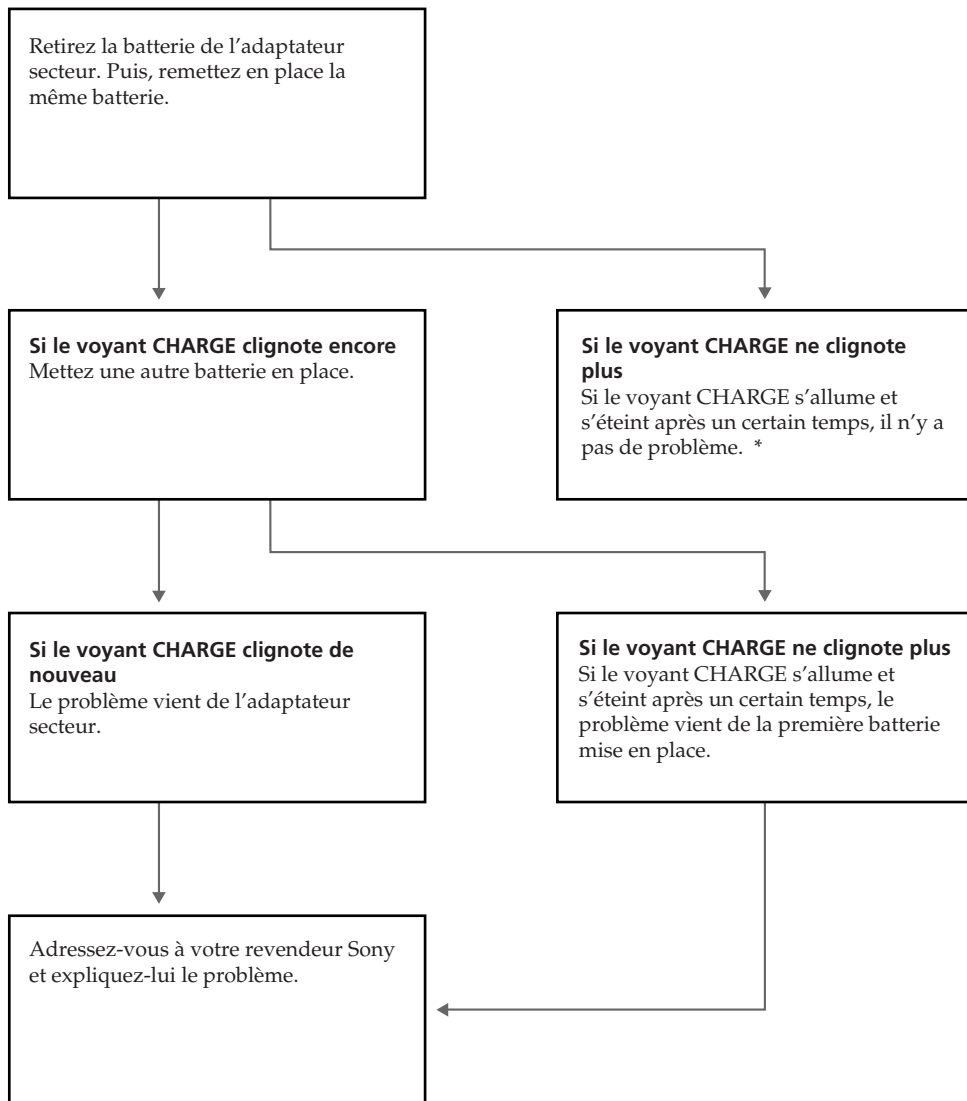 Retirez la batterie de l’adaptateur
secteur. Puis, remettez en place la
même batterie.
Si le voyant CHARGE clignote encore
Mettez une autre batterie en place.
Si le voyant CHARGE ne clignote
plus
Si le voyant CHARGE s’allume et
s’éteint après un certain temps, il n’y a
pas de problème. *
Si le voyant CHARGE clignote de
nouveau
Le problème vient de l’adaptateur
secteur.
Si le voyant CHARGE ne clignote plus
Si le voyant CHARGE s’allume et
s’éteint après un certain temps, le
problème vient de la première batterie
mise en place.
Adressez-vous à votre revendeur Sony
et expliquez-lui le problème.